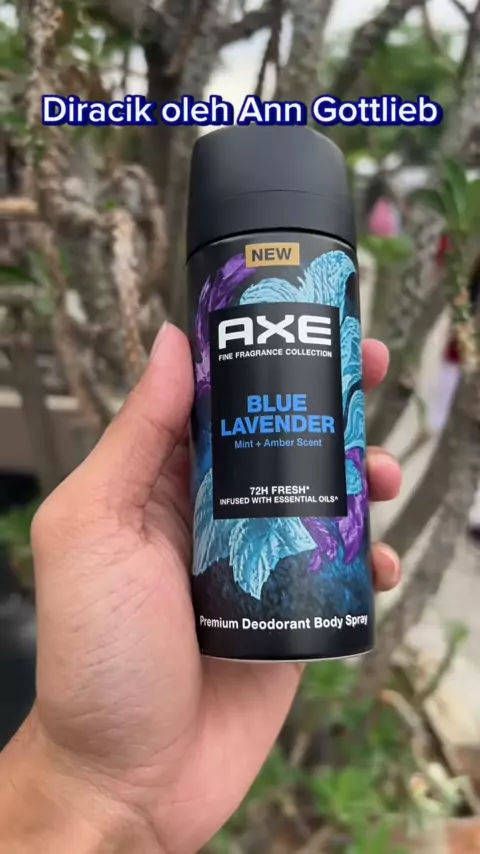 Diracik oleh Ann Gottlieb
NEW
AXE
FINE FRAGRANCE COLLECTION
BLUE
LAVENDER
Mint + Amber Scent
72H FRESH*
INFUSED WITH ESSENTIAL OILS^
Premium Deodorant Body Spray